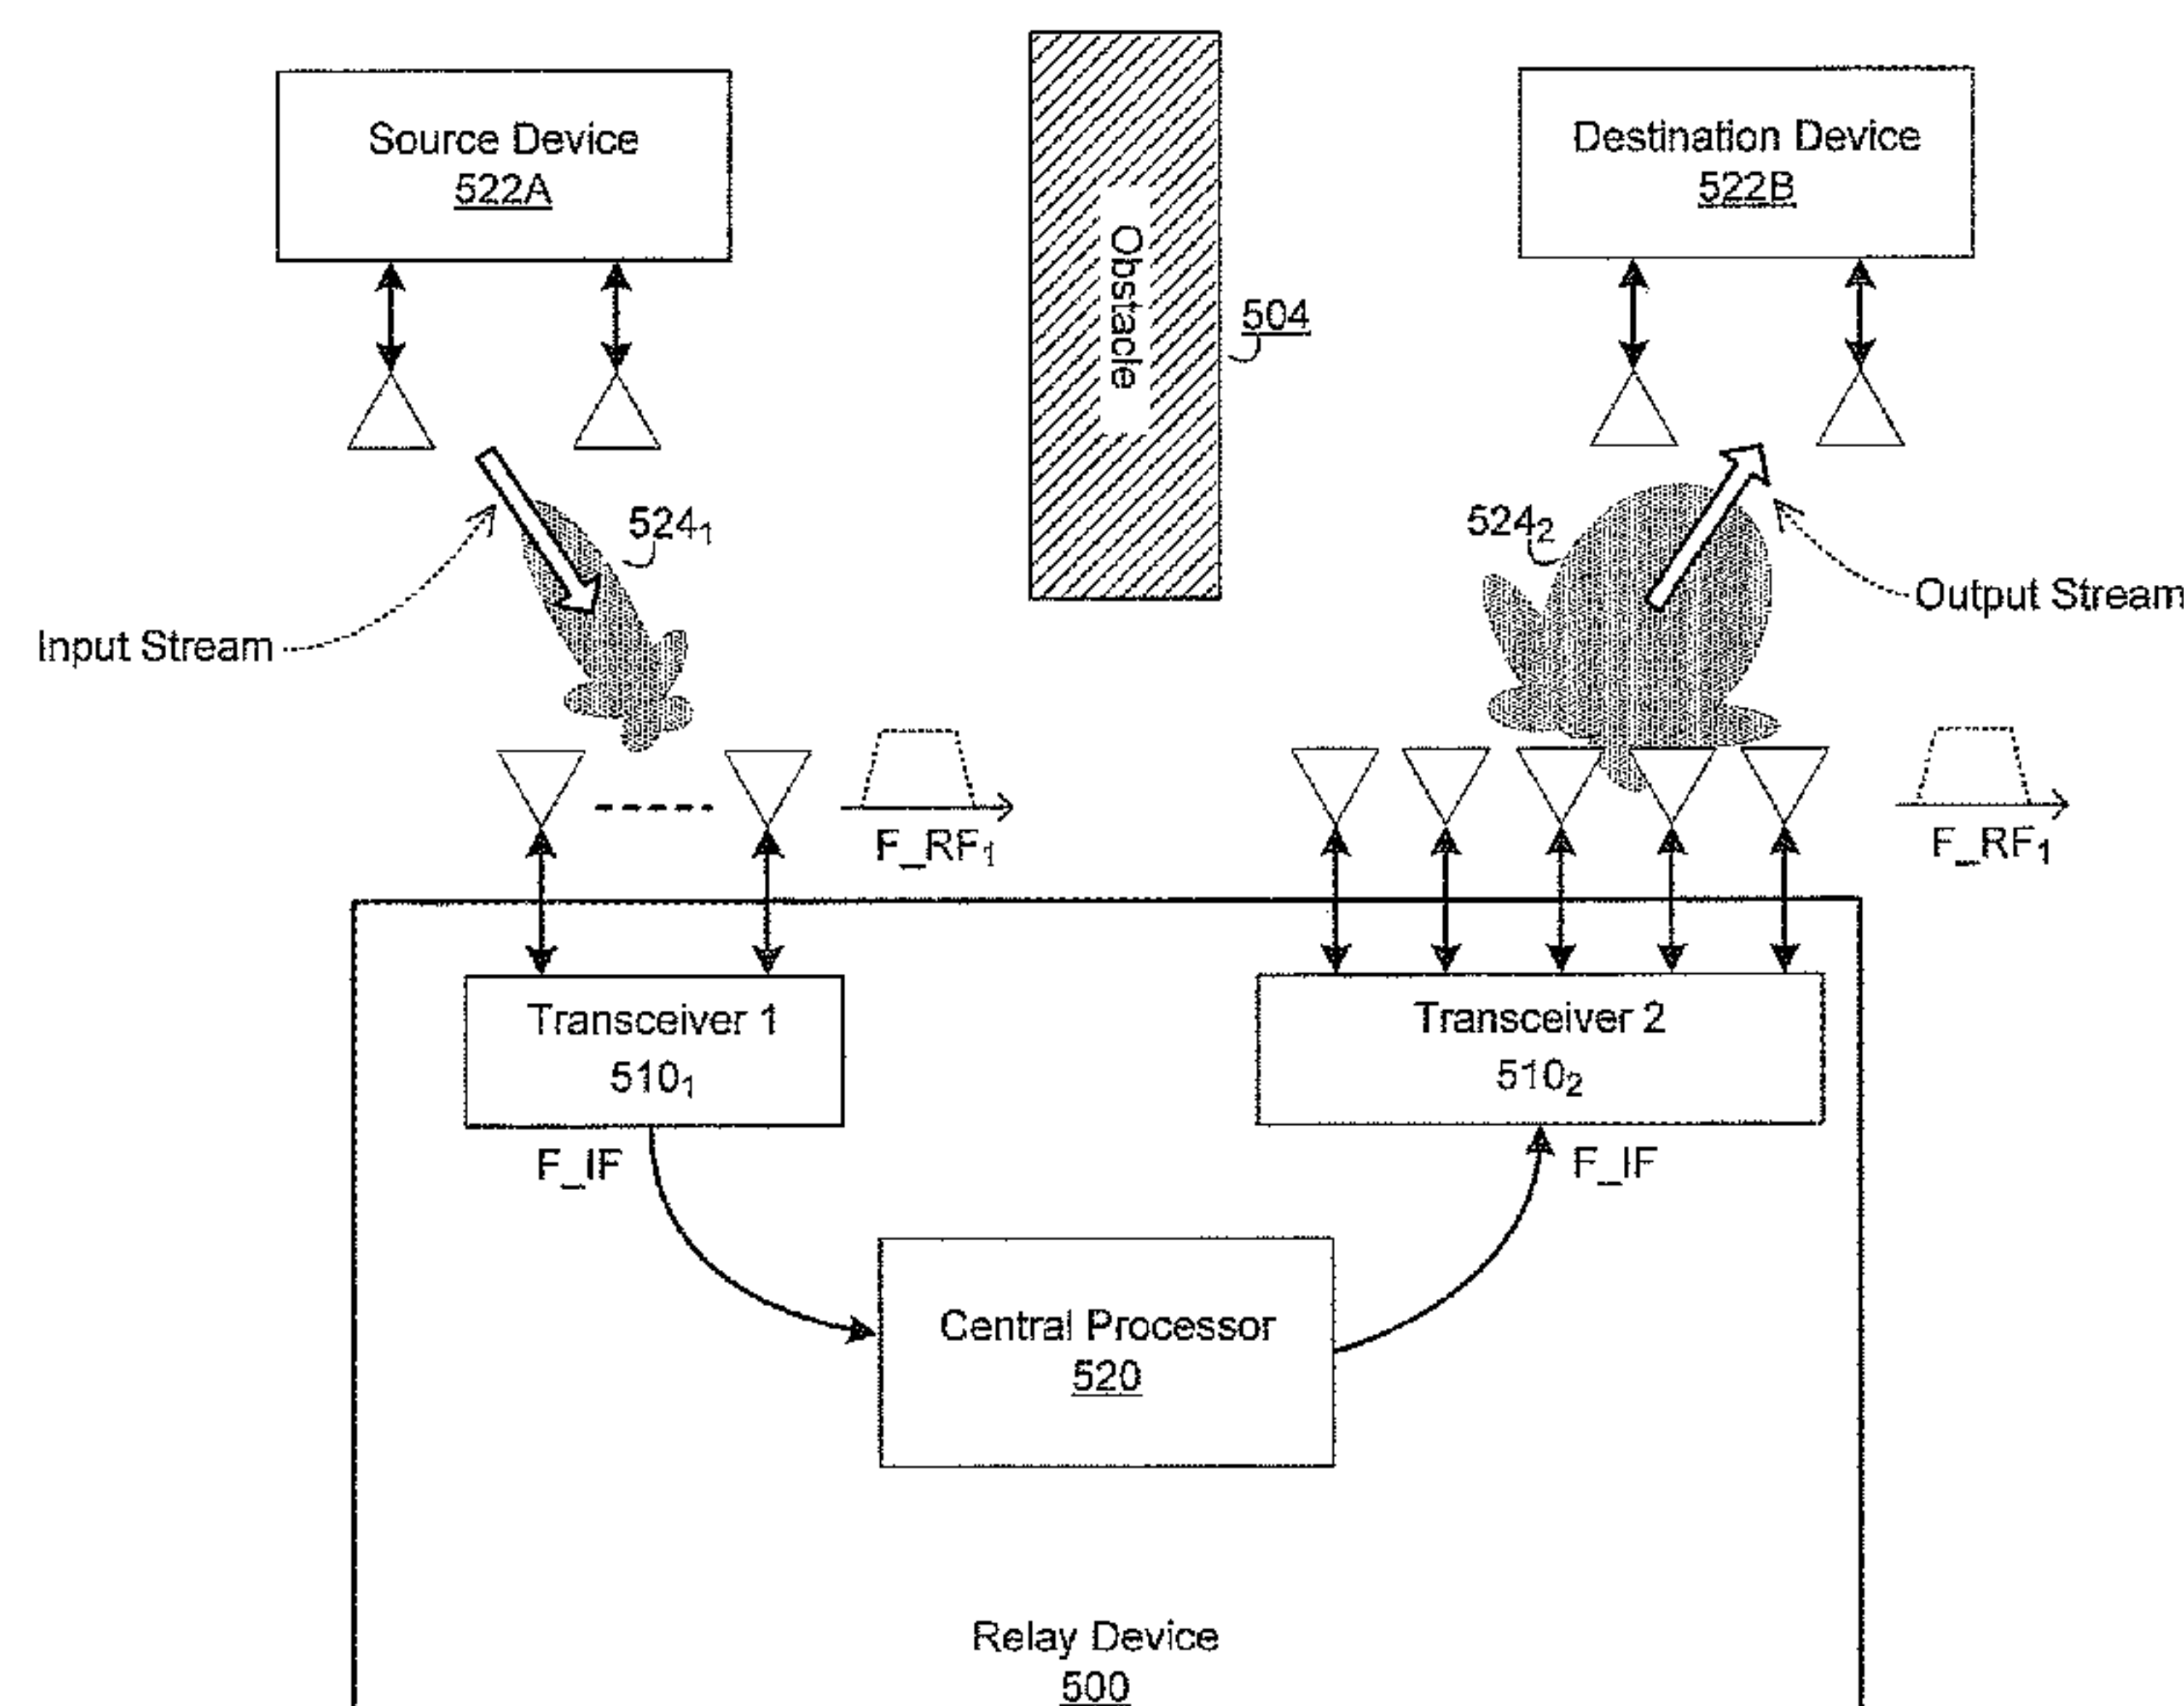 Source Device
522A
Obstacle
504
Destination Device
522B
Input Stream
524₁
524₂
Output Stream
F_RF₁
F_RF₁
Transceiver 1
510₁
Transceiver 2
510₂
F_IF
F_IF
Central Processor
520
Relay Device
500